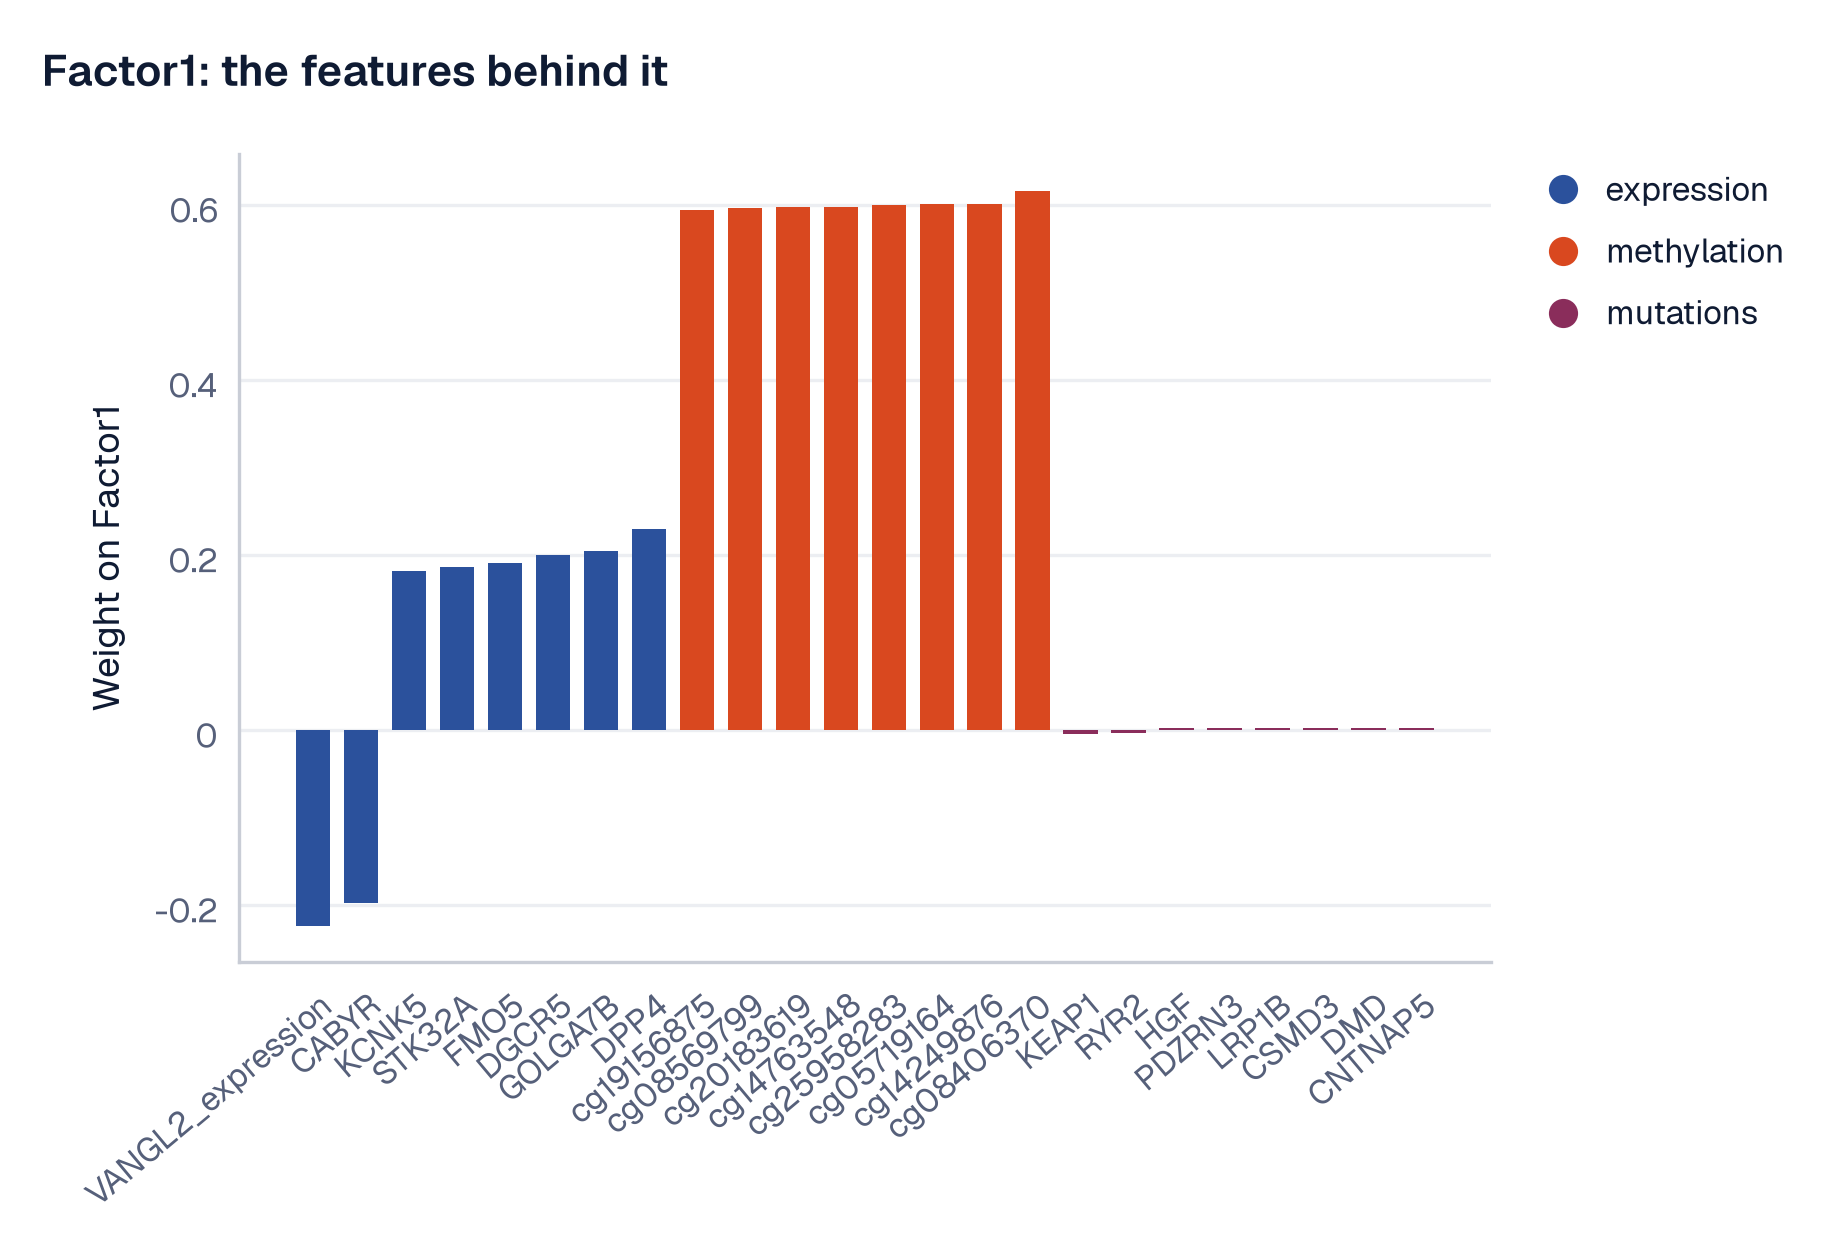 Factor1: the features behind it
expression
methylation
mutations
Weight on Factor1
0.6
0.4
0.2
0
-0.2
VANGL2_expression
CABYR
KCNK5
STK32A
FMO5
DGCR5
GOLGA7B
DPP4
cg19156875
cg08569799
cg20183619
cg14763548
cg25958283
cg05719164
cg14249876
cg08406370
KEAP1
RYR2
HGF
PDZRN3
LRP1B
CSMD3
DMD
CNTNAP5